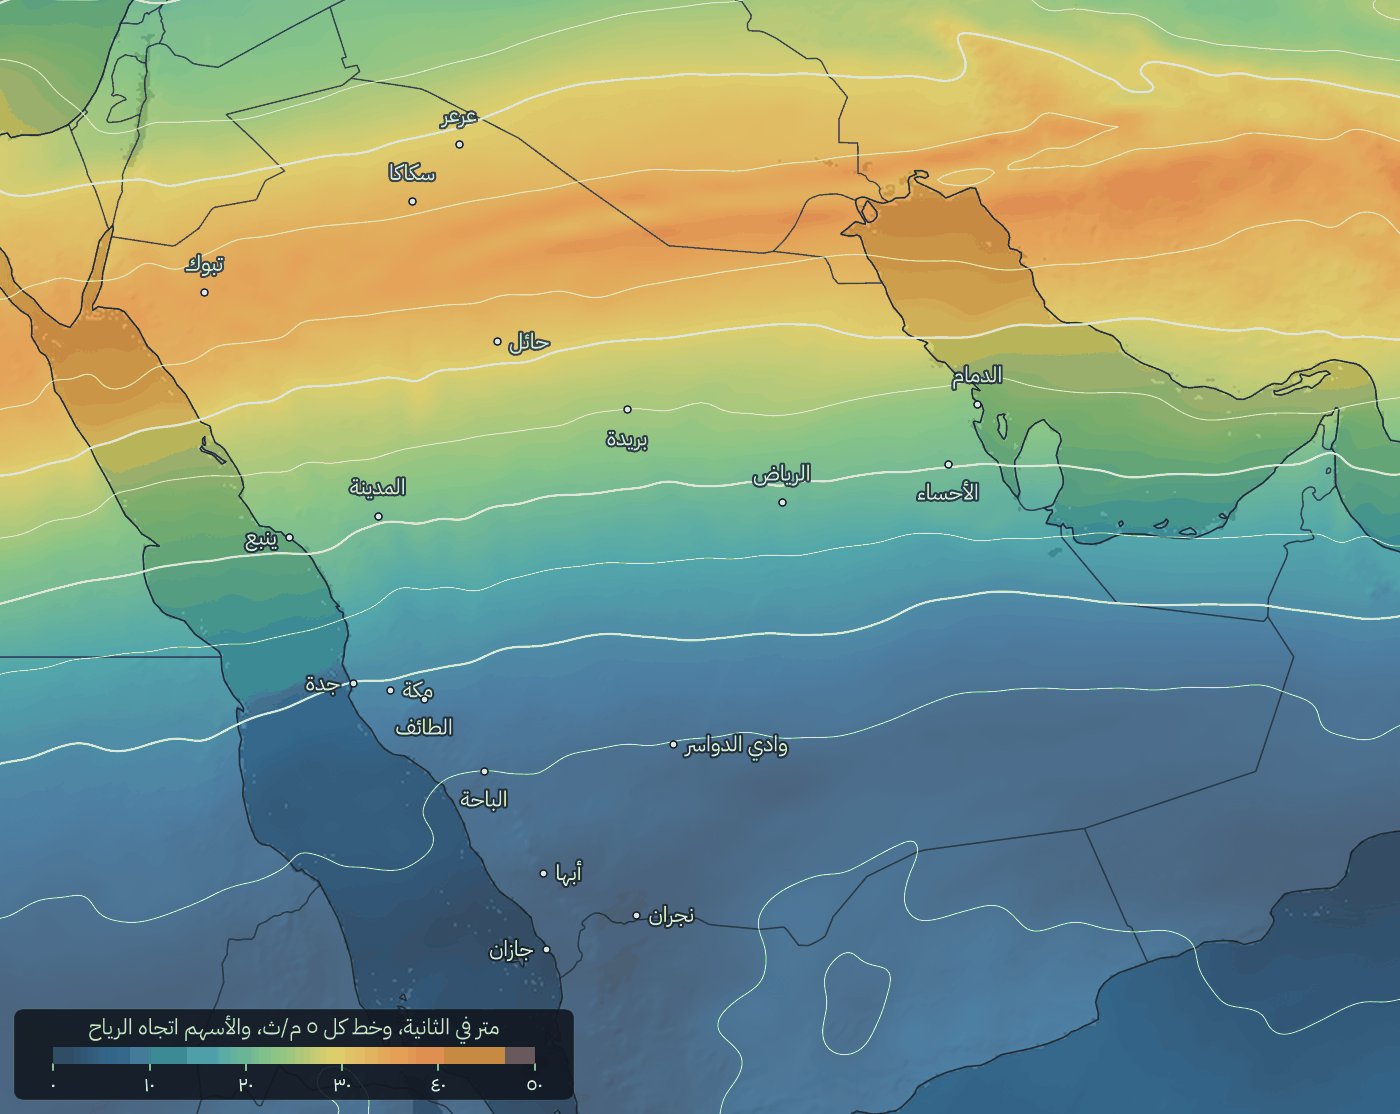 عرعر
سكاكا
تبوك
حائل
الدمام
بريدة
الرياض
المدينة
الأحساء
ينبع
جدة
مكة
الطائف
وادي الدواسر
الباحة
أبها
نجران
جازان
متر في الثانية، وخط كل ٥ م/ث، والأسهم اتجاه الرياح
٠ ١٠ ٢٠ ٣٠ ٤٠ ٥٠